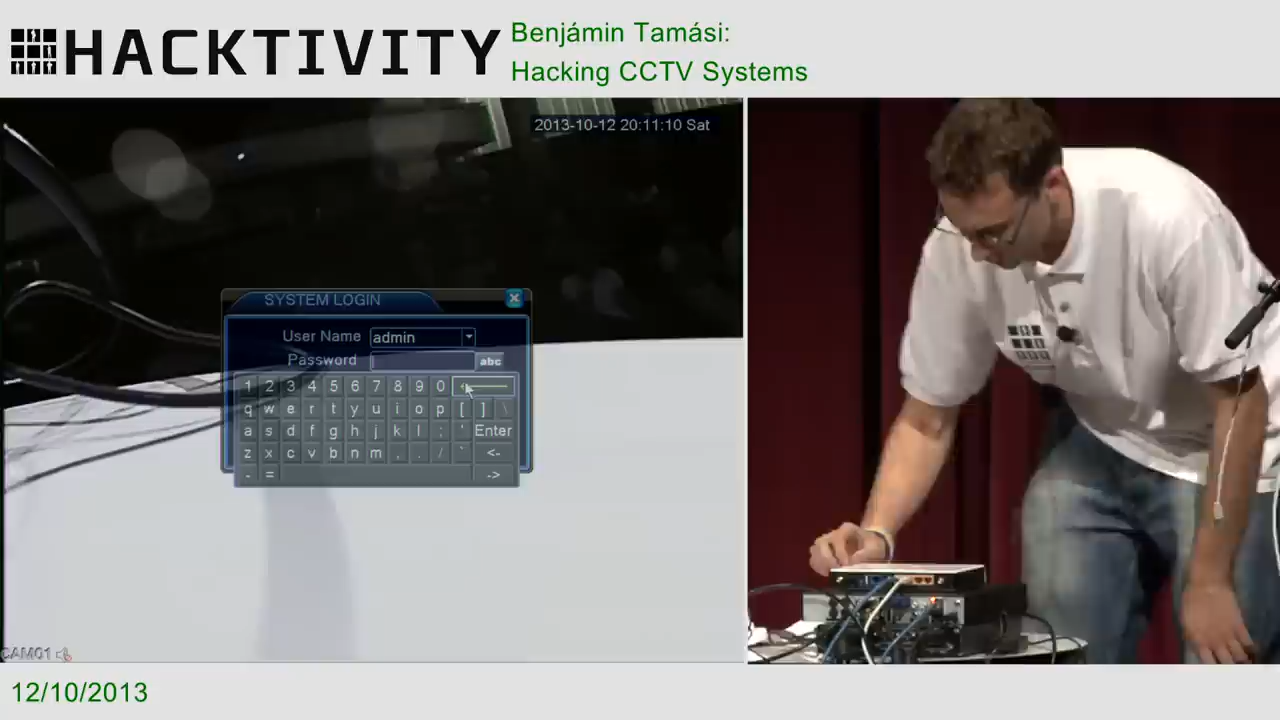 HACKTIVITY
Benjámin Tamási:
Hacking CCTV Systems
2013-10-12 20:11:10 Sat
SYSTEM LOGIN
User Name admin
Password abc
1 2 3 4 5 6 7 8 9 0
q w e r t y u i o p [ ] \
a s d f g h j k l ; ' Enter
z x c v b n m , . / ` <-
- = ->
CAM01
12/10/2013